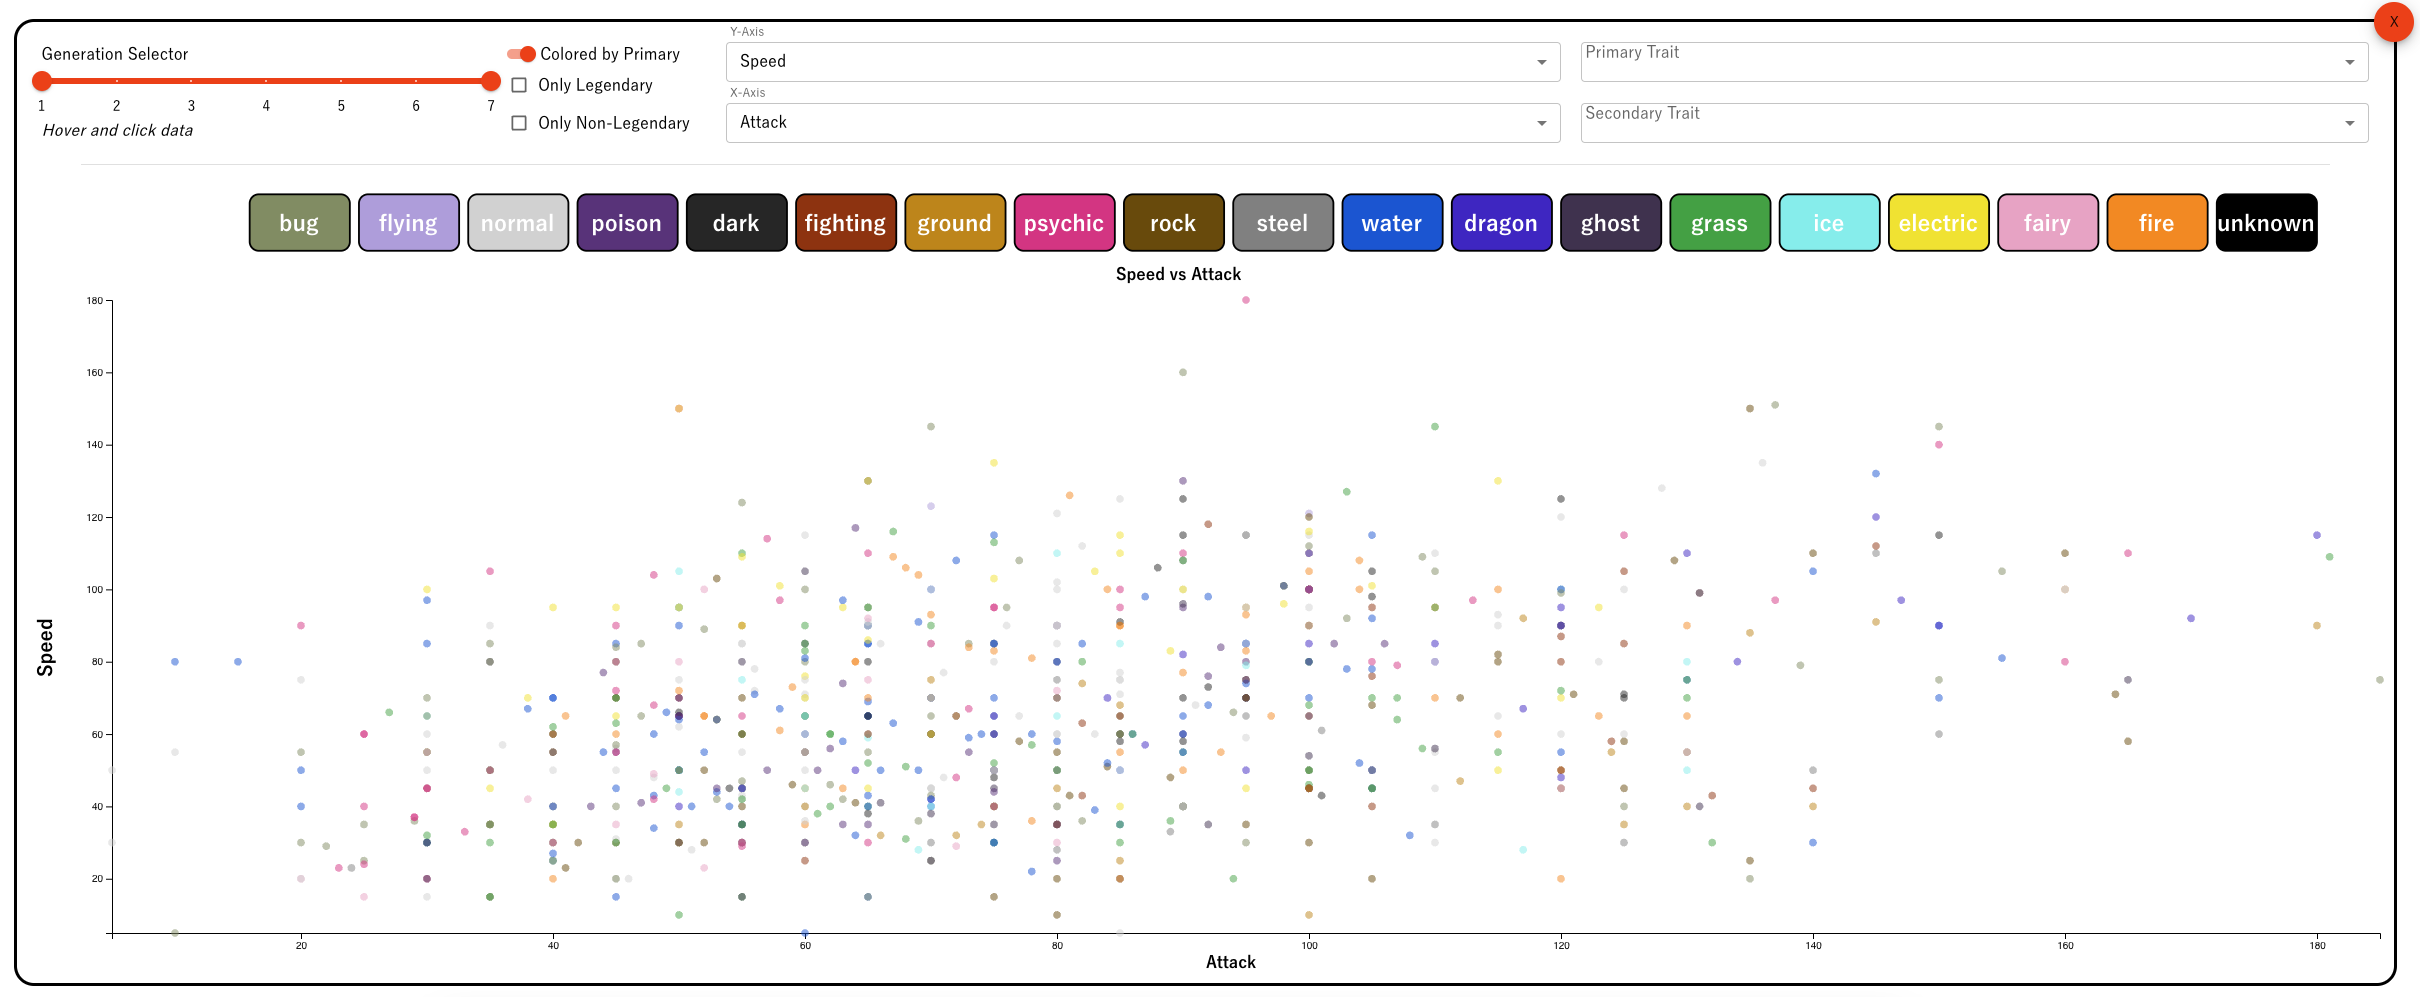 X
Generation Selector
1 2 3 4 5 6 7
Hover and click data
Colored by Primary
Only Legendary
Only Non-Legendary
Y-Axis
Speed
X-Axis
Attack
Primary Trait
Secondary Trait
bug flying normal poison dark fighting ground psychic rock steel water dragon ghost grass ice electric fairy fire unknown
Speed vs Attack
180
160
140
120
100
80
60
40
20
Speed
20 40 60 80 100 120 140 160 180
Attack